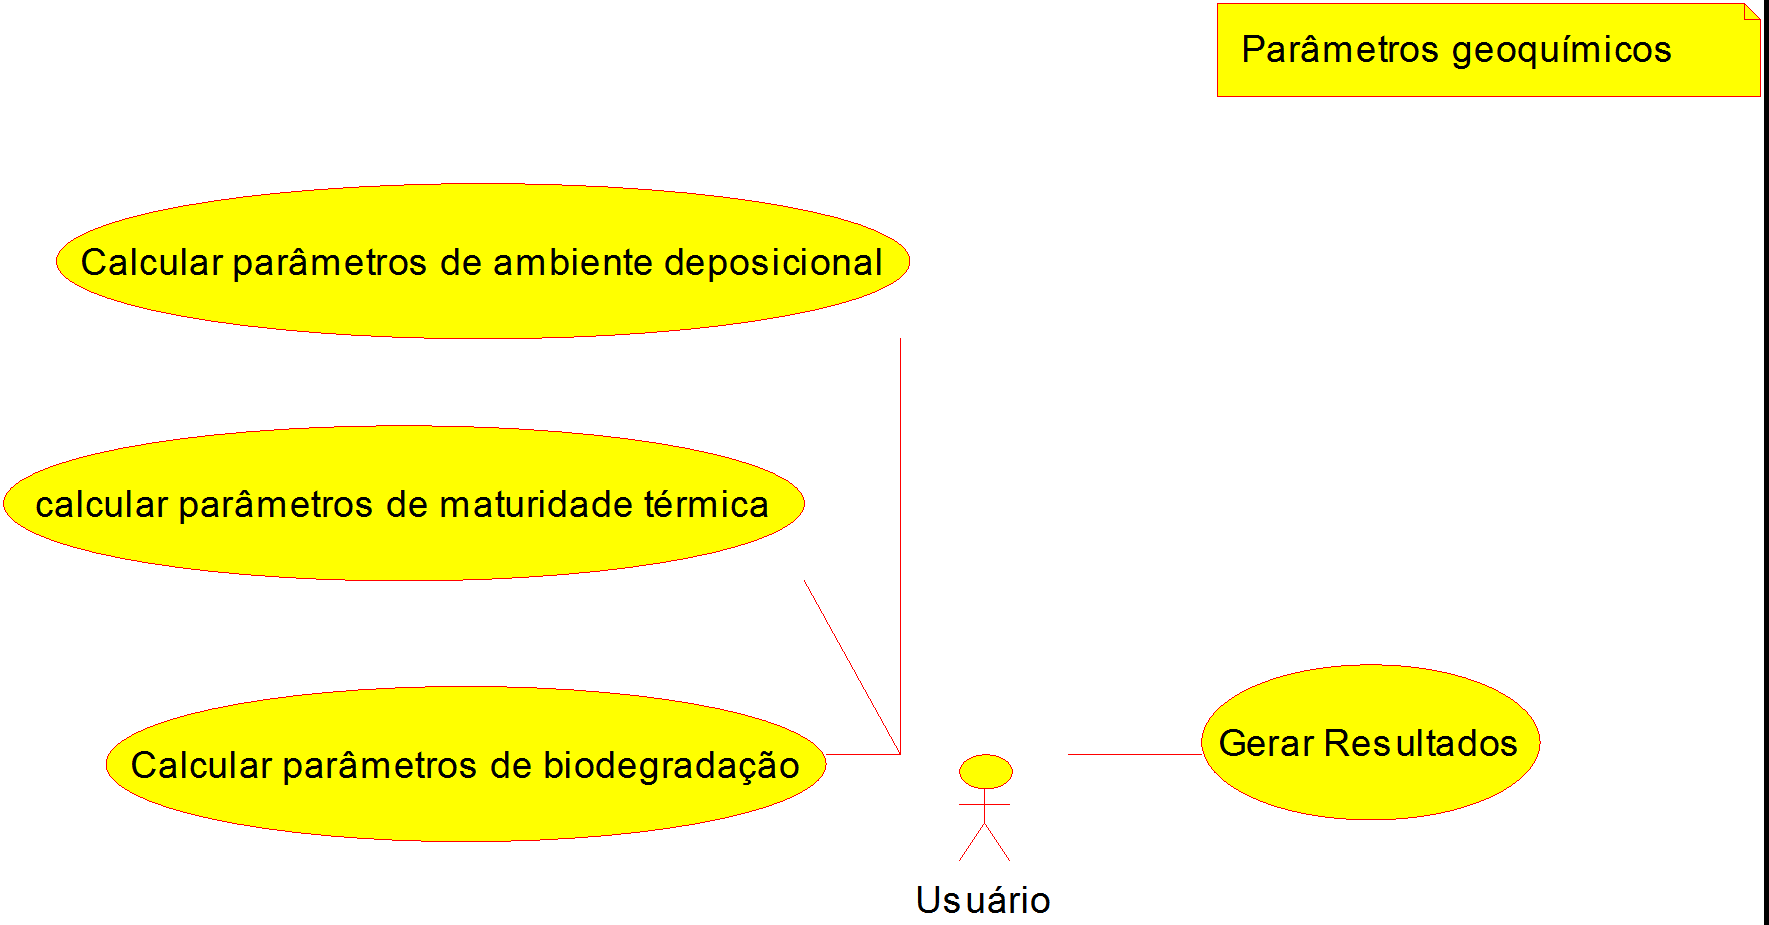 Parâmetros geoquímicos
Calcular parâmetros de ambiente deposicional
calcular parâmetros de maturidade térmica
Calcular parâmetros de biodegradação
Gerar Resultados
Usuário